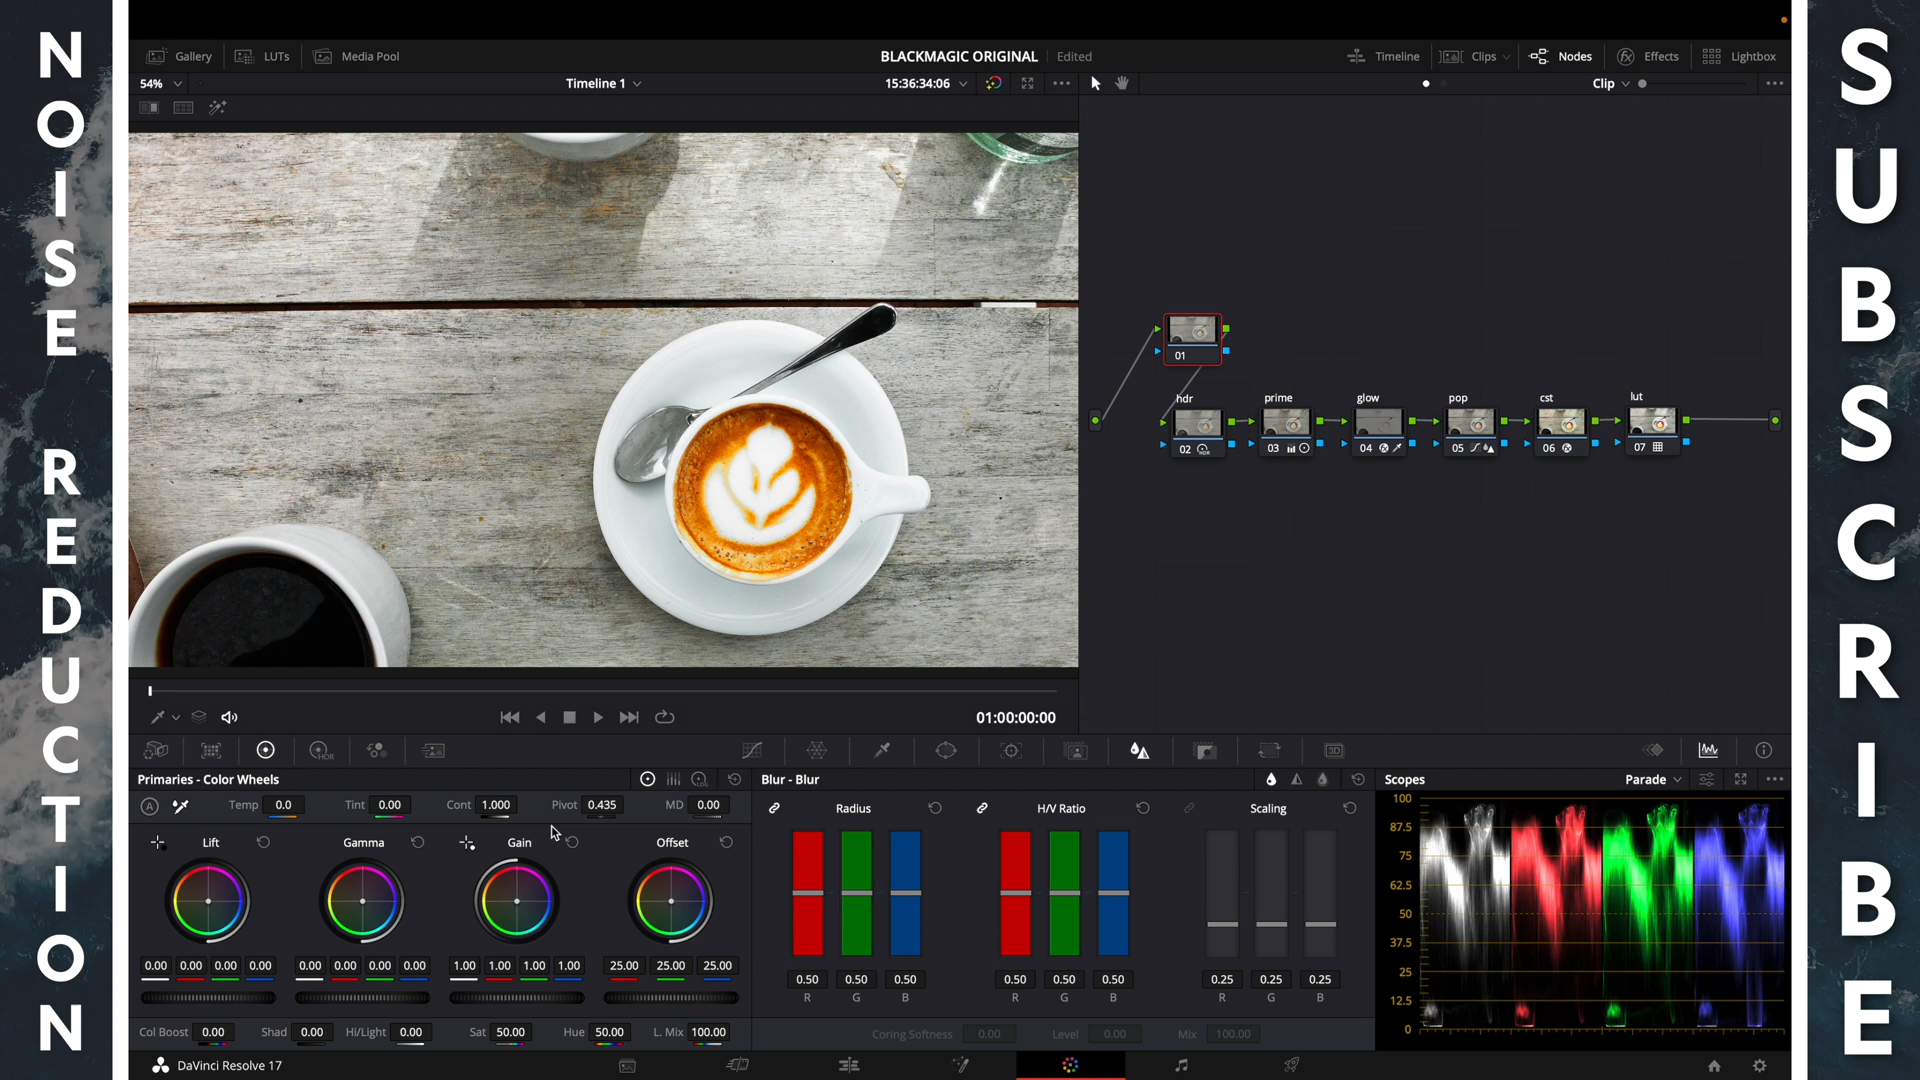 NOISE REDUCTION
SUBSCRIBE
Gallery
LUTs
Media Pool
BLACKMAGIC ORIGINAL
Edited
Timeline
Clips
Nodes
Effects
Lightbox
54%
Timeline 1
15:36:34:06
Clip
01
hdr
prime
glow
pop
cst
lut
02
03
04
05
06
07
01:00:00:00
Primaries - Color Wheels
Temp 0.0
Tint 0.00
Cont 1.000
Pivot 0.435
MD 0.00
Lift
Gamma
Gain
Offset
0.00 0.00 0.00 0.00
0.00 0.00 0.00 0.00
1.00 1.00 1.00 1.00
25.00 25.00 25.00
Col Boost 0.00
Shad 0.00
Hi/Light 0.00
Sat 50.00
Hue 50.00
L. Mix 100.00
Blur - Blur
Radius
H/V Ratio
Scaling
0.50 0.50 0.50
R G B
0.50 0.50 0.50
R G B
0.25 0.25 0.25
R G B
Coring Softness 0.00
Level 0.00
Mix 100.00
Scopes
Parade
100
87.5
75
62.5
50
37.5
25
12.5
0
DaVinci Resolve 17